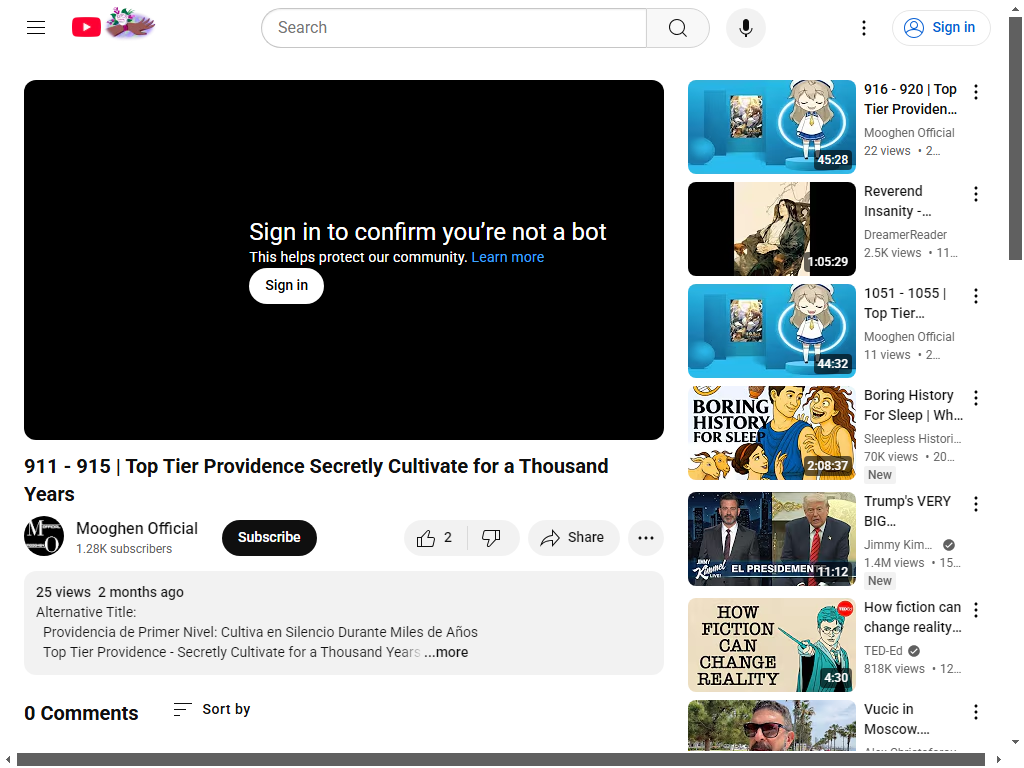 Search
Sign in
Sign in to confirm you’re not a bot
This helps protect our community. Learn more
Sign in
911 - 915 | Top Tier Providence Secretly Cultivate for a Thousand
Years
Mooghen Official
1.28K subscribers
Subscribe
2
Share
25 views 2 months ago
Alternative Title:
Providencia de Primer Nivel: Cultiva en Silencio Durante Miles de Años
Top Tier Providence - Secretly Cultivate for a Thousand Years ...more
0 Comments
Sort by
45:28
916 - 920 | Top
Tier Providen...
Mooghen Official
22 views • 2...
1:05:29
Reverend
Insanity -...
DreamerReader
2.5K views • 11...
44:32
1051 - 1055 |
Top Tier...
Mooghen Official
11 views • 2...
BORING
HISTORY
FOR SLEEP
2:08:37
Boring History
For Sleep | Wh...
Sleepless Histori...
70K views • 20...
New
JIMMY
Kimmel
LIVE!
EL PRESIDEMEN
11:12
Trump's VERY
BIG...
Jimmy Kim...
1.4M views • 15...
New
HOW
FICTION
CAN
CHANGE
REALITY
4:30
How fiction can
change reality...
TED-Ed
818K views • 12...
Vucic in
Moscow....